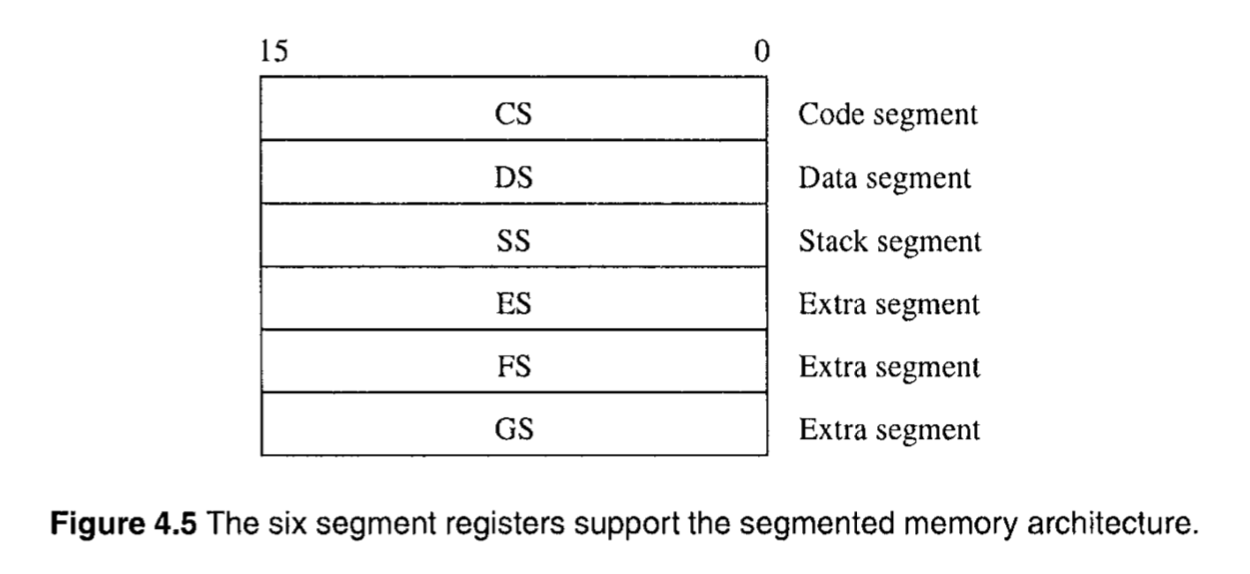 15 0
CS Code segment
DS Data segment
SS Stack segment
ES Extra segment
FS Extra segment
GS Extra segment
Figure 4.5 The six segment registers support the segmented memory architecture.